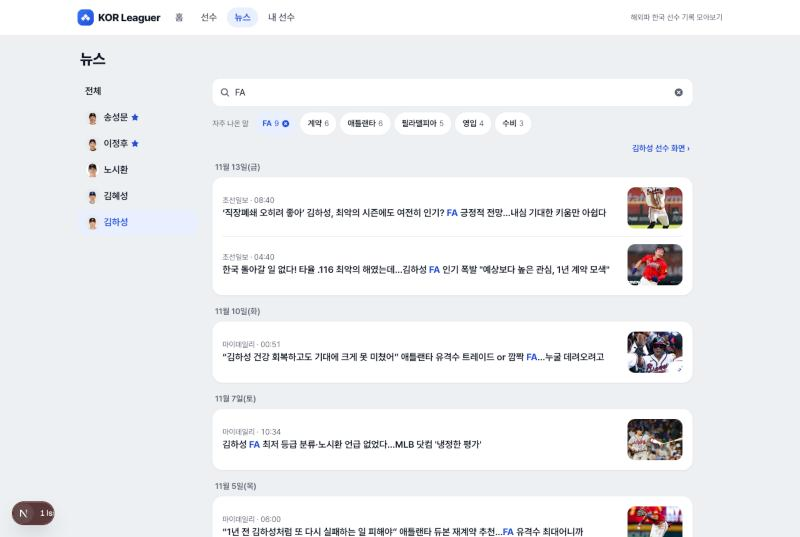 KOR Leaguer
홈
선수
뉴스
내 선수
해외파 한국 선수 기록 모아보기
뉴스
전체
송성문
이정후
노시환
김혜성
김하성
FA
자주 나온 말
FA 9
계약 6
애틀랜타 6
필라델피아 5
영입 4
수비 3
김하성 선수 화면 ›
11월 13일(금)
조선일보 · 08:40
‘직장폐쇄 오히려 좋아’ 김하성, 최악의 시즌에도 여전히 인기? FA 긍정적 전망…내심 기대한 키움만 아쉽다
조선일보 · 04:40
한국 돌아갈 일 없다! 타율 .116 최악의 해였는데…김하성 FA 인기 폭발 "예상보다 높은 관심, 1년 계약 모색"
11월 10일(화)
마이데일리 · 00:51
“김하성 건강 회복하고도 기대에 크게 못 미쳤어” 애틀랜타 유격수 트레이드 or 깜짝 FA…누굴 데려오려고
11월 7일(토)
마이데일리 · 10:34
김하성 FA 최저 등급 분류·노시환 언급 없었다…MLB 닷컴 '냉정한 평가'
11월 5일(목)
마이데일리 · 06:00
“1년 전 김하성처럼 또 다시 실패하는 일 피해야” 애틀랜타 듀본 재계약 추천…FA 유격수 최대어니까
N
1 Is